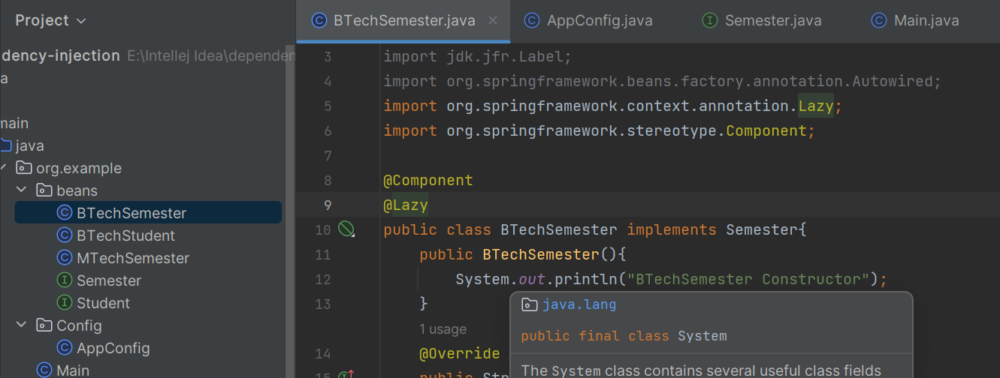 Project
BTechSemester.java
AppConfig.java
Semester.java
Main.java
dency-injection E:\Intellej Idea\depender
a
main
java
org.example
beans
BTechSemester
BTechStudent
MTechSemester
Semester
Student
Config
AppConfig
Main
3 import jdk.jfr.Label;
4 import org.springframework.beans.factory.annotation.Autowired;
5 import org.springframework.context.annotation.Lazy;
6 import org.springframework.stereotype.Component;
7
8 @Component
9 @Lazy
10 public class BTechSemester implements Semester{
11 public BTechSemester(){
12 System.out.println("BTechSemester Constructor");
13 }
1 usage
14 @Override
15 public Str
java.lang
public final class System
The System class contains several useful class fields